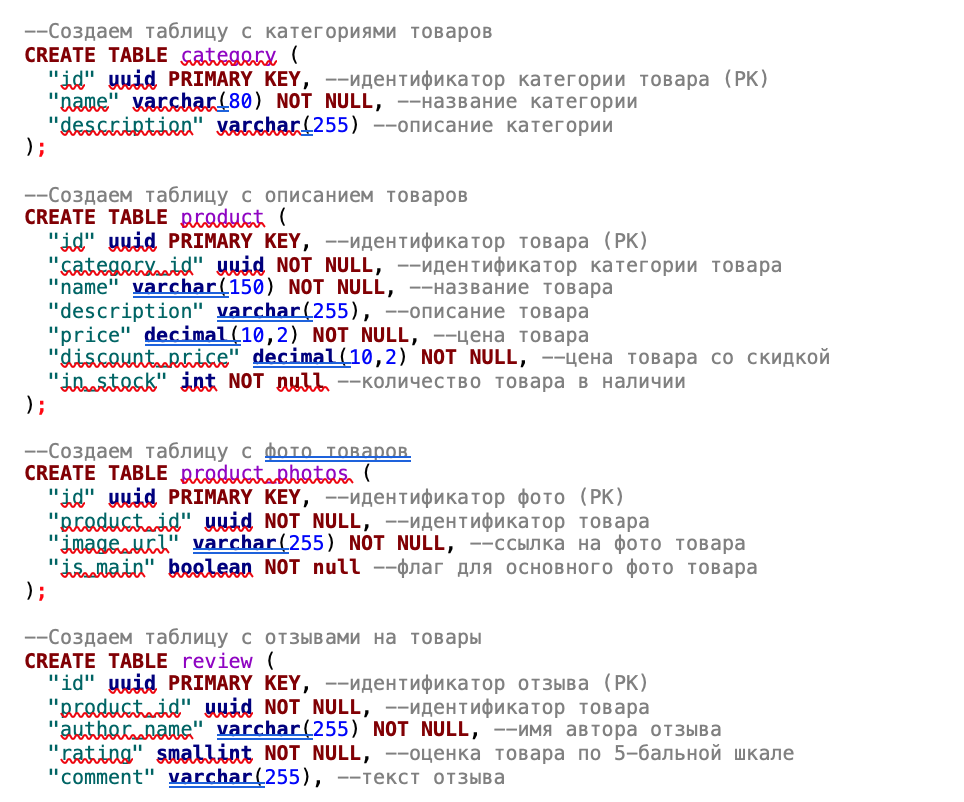 --Создаем таблицу с категориями товаров
CREATE TABLE category (
"id" uuid PRIMARY KEY, --идентификатор категории товара (PK)
"name" varchar(80) NOT NULL, --название категории
"description" varchar(255) --описание категории
);
--Создаем таблицу с описанием товаров
CREATE TABLE product (
"id" uuid PRIMARY KEY, --идентификатор товара (PK)
"category_id" uuid NOT NULL, --идентификатор категории товара
"name" varchar(150) NOT NULL, --название товара
"description" varchar(255), --описание товара
"price" decimal(10,2) NOT NULL, --цена товара
"discount_price" decimal(10,2) NOT NULL, --цена товара со скидкой
"in_stock" int NOT null --количество товара в наличии
);
--Создаем таблицу с фото товаров
CREATE TABLE product_photos (
"id" uuid PRIMARY KEY, --идентификатор фото (PK)
"product_id" uuid NOT NULL, --идентификатор товара
"image_url" varchar(255) NOT NULL, --ссылка на фото товара
"is_main" boolean NOT null --флаг для основного фото товара
);
--Создаем таблицу с отзывами на товары
CREATE TABLE review (
"id" uuid PRIMARY KEY, --идентификатор отзыва (PK)
"product_id" uuid NOT NULL, --идентификатор товара
"author_name" varchar(255) NOT NULL, --имя автора отзыва
"rating" smallint NOT NULL, --оценка товара по 5-бальной шкале
"comment" varchar(255), --текст отзыва